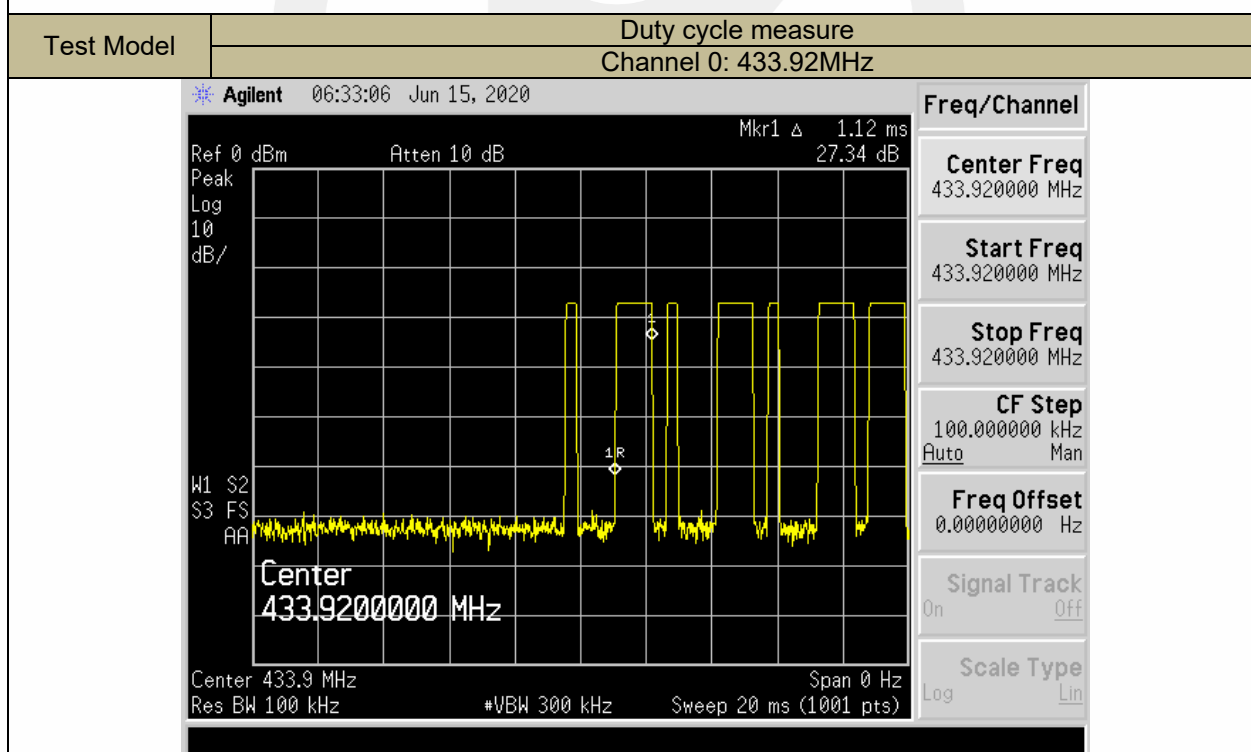 Test Model
Duty cycle measure
Channel 0: 433.92MHz
Agilent 06:33:06 Jun 15, 2020
Mkr1 Δ 1.12 ms
Ref 0 dBm Atten 10 dB 27.34 dB
Peak
Log
10
dB/
1
1R
W1 S2
S3 FS
AA
Center
433.9200000 MHz
Center 433.9 MHz Span 0 Hz
Res BW 100 kHz #VBW 300 kHz Sweep 20 ms (1001 pts)
Freq/Channel
Center Freq
433.920000 MHz
Start Freq
433.920000 MHz
Stop Freq
433.920000 MHz
CF Step
100.000000 kHz
Auto Man
Freq Offset
0.00000000 Hz
Signal Track
On Off
Scale Type
Log Lin